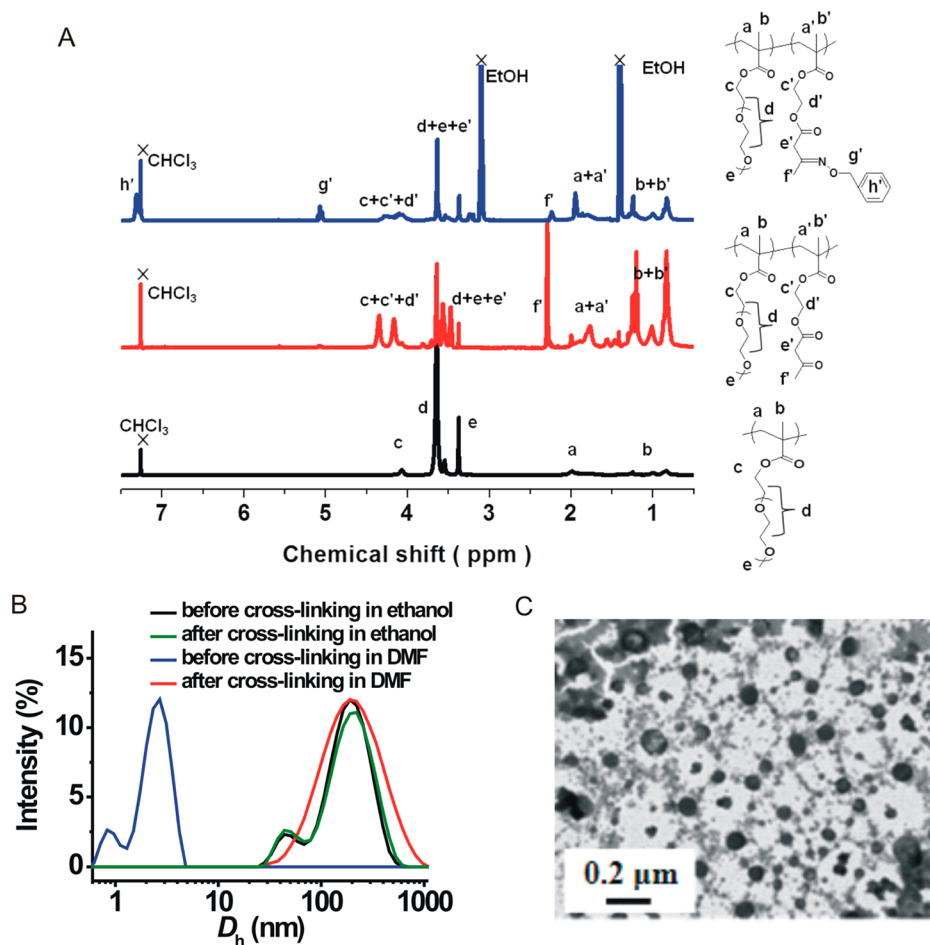 A
×
EtOH
×
EtOH
×
CHCl3
h'
g'
c+c'+d'
d+e+e'
f'
a+a'
b+b'
×
CHCl3
c+c'+d'
d+e+e'
f'
a+a'
b+b'
CHCl3
×
c
d
e
a
b
7 6 5 4 3 2 1
Chemical shift ( ppm )
a b a' b'
O O O O
c c'
d d'
O O O
e' O
O N g'
e f' O h'
a b a' b'
O O O O
c c'
d d'
O O O
e' O
O O
e f'
a b
O O
c
O d
O
e
B
before cross-linking in ethanol
after cross-linking in ethanol
before cross-linking in DMF
after cross-linking in DMF
15
10
5
0
Intensity (%)
1 10 100 1000
Dh (nm)
C
0.2 μm